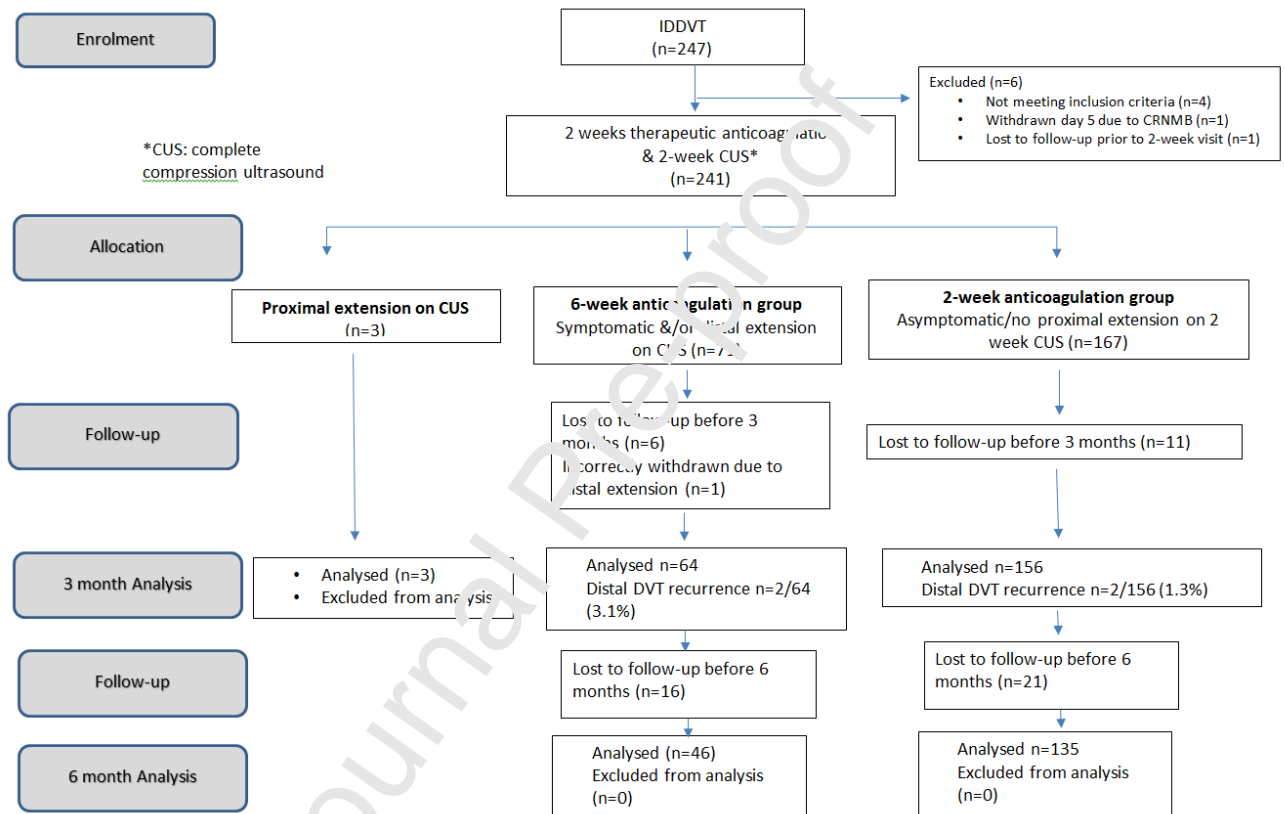 Enrolment
IDDVT
(n=247)
Excluded (n=6)
• Not meeting inclusion criteria (n=4)
• Withdrawn day 5 due to CRNMB (n=1)
• Lost to follow-up prior to 2-week visit (n=1)
2 weeks therapeutic anticoagulation
& 2-week CUS*
(n=241)
*CUS: complete
compression ultrasound
Allocation
Proximal extension on CUS
(n=3)
6-week anticoagulation group
Symptomatic &/or distal extension
on CUS (n=71)
2-week anticoagulation group
Asymptomatic/no proximal extension on 2
week CUS (n=167)
Follow-up
Lost to follow-up before 3
months (n=6)
Incorrectly withdrawn due to
distal extension (n=1)
Lost to follow-up before 3 months (n=11)
3 month Analysis
• Analysed (n=3)
• Excluded from analysis
Analysed n=64
Distal DVT recurrence n=2/64
(3.1%)
Analysed n=156
Distal DVT recurrence n=2/156 (1.3%)
Follow-up
Lost to follow-up before 6
months (n=16)
Lost to follow-up before 6
months (n=21)
6 month Analysis
Analysed (n=46)
Excluded from analysis
(n=0)
Analysed n=135
Excluded from analysis
(n=0)
Journal Pre-proof